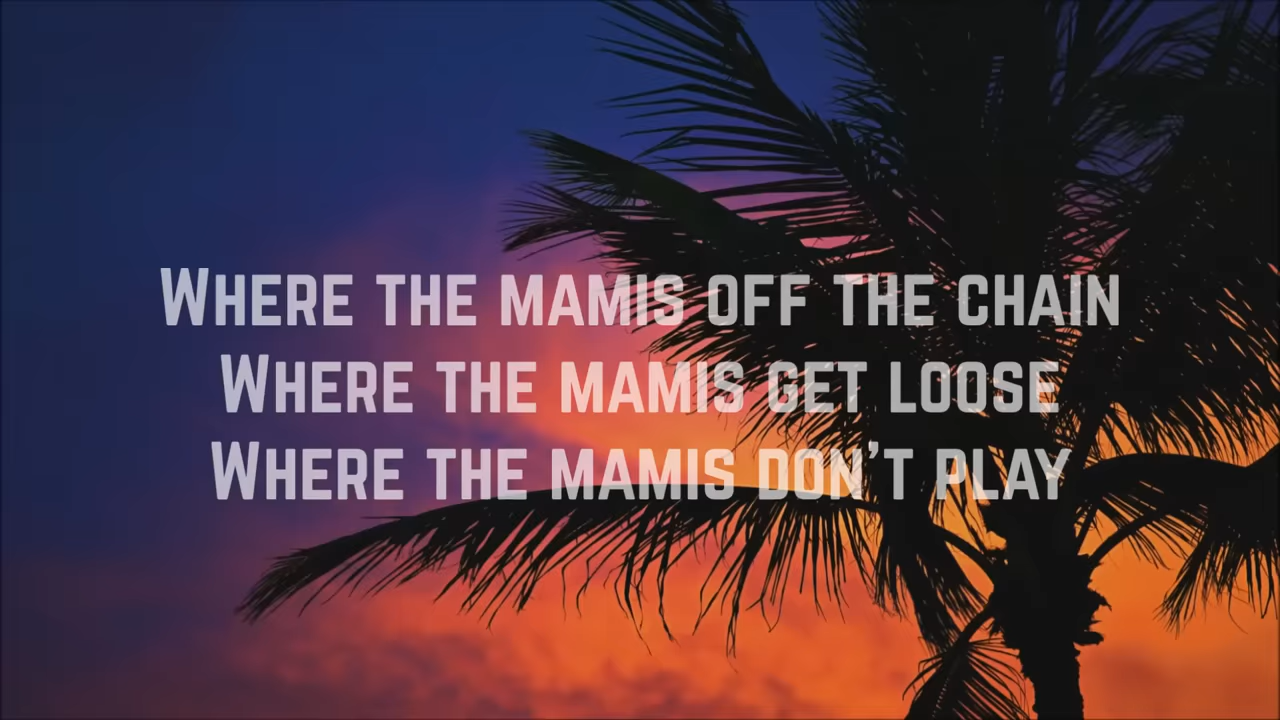 Where the mamis off the chain
Where the mamis get loose
Where the mamis don't play